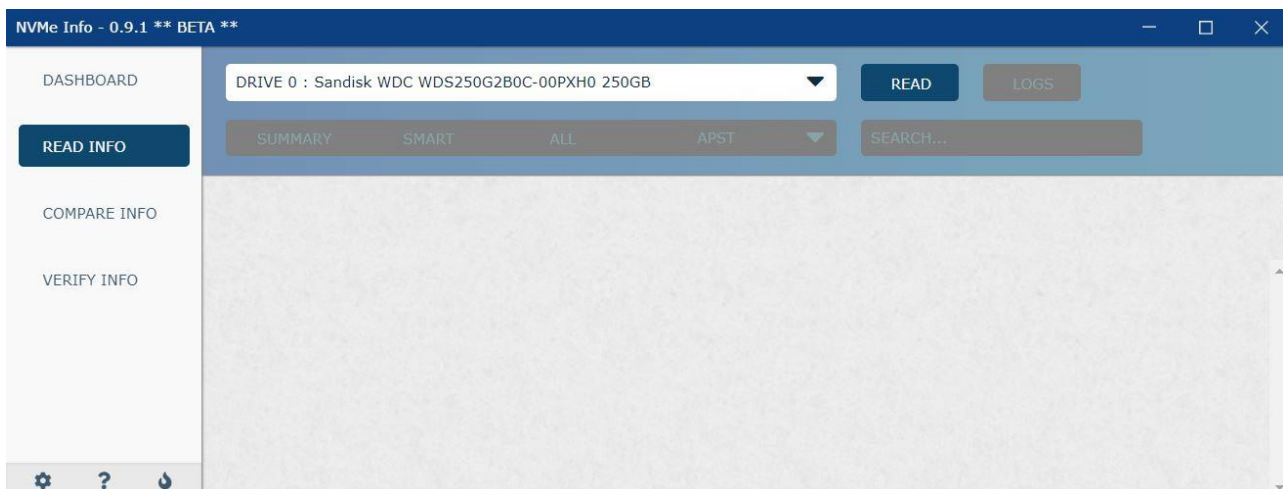 NVMe Info - 0.9.1 ** BETA **
DASHBOARD
DRIVE 0 : Sandisk WDC WDS250G2B0C-00PXH0 250GB
READ
LOGS
READ INFO
SUMMARY SMART ALL APST
SEARCH...
COMPARE INFO
VERIFY INFO
?